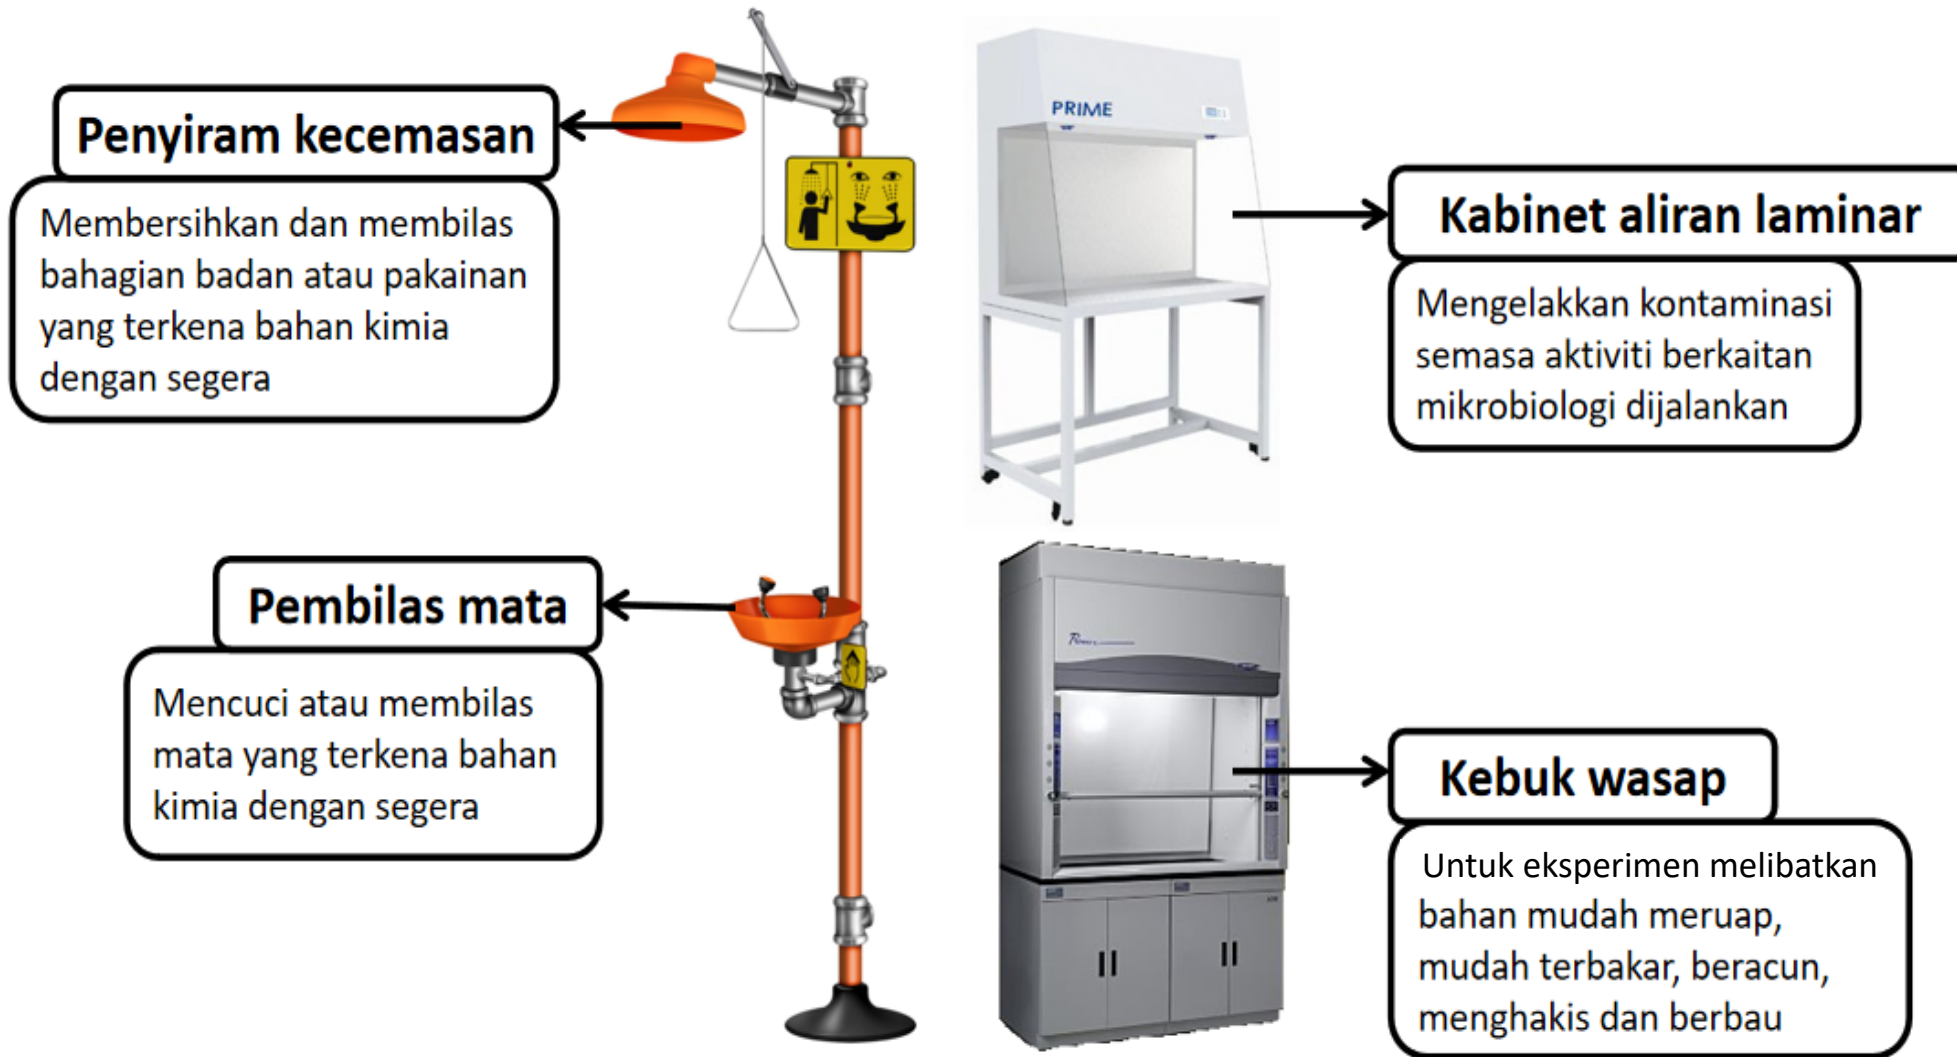 Penyiram kecemasan
Membersihkan dan membilas
bahagian badan atau pakainan
yang terkena bahan kimia
dengan segera
Pembilas mata
Mencuci atau membilas
mata yang terkena bahan
kimia dengan segera
PRIME
Kabinet aliran laminar
Mengelakkan kontaminasi
semasa aktiviti berkaitan
mikrobiologi dijalankan
Kebuk wasap
Untuk eksperimen melibatkan
bahan mudah meruap,
mudah terbakar, beracun,
menghakis dan berbau